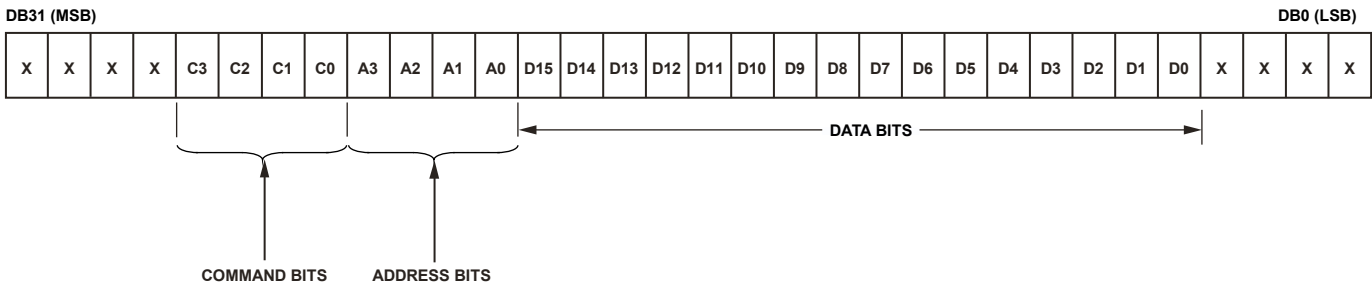 DB31 (MSB) DB0 (LSB)
X X X X C3 C2 C1 C0 A3 A2 A1 A0 D15 D14 D13 D12 D11 D10 D9 D8 D7 D6 D5 D4 D3 D2 D1 D0 X X X X
DATA BITS
COMMAND BITS ADDRESS BITS